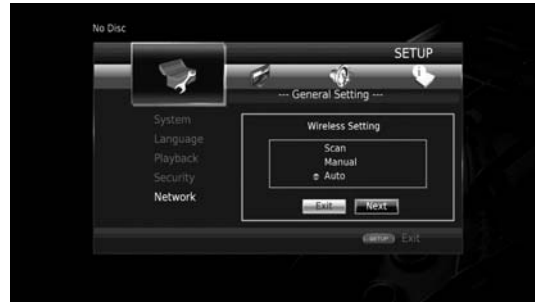 No Disc
SETUP
--- General Setting ---
System
Language
Playback
Security
Network
Wireless Setting
Scan
Manual
Auto
Exit Next
SETUP Exit